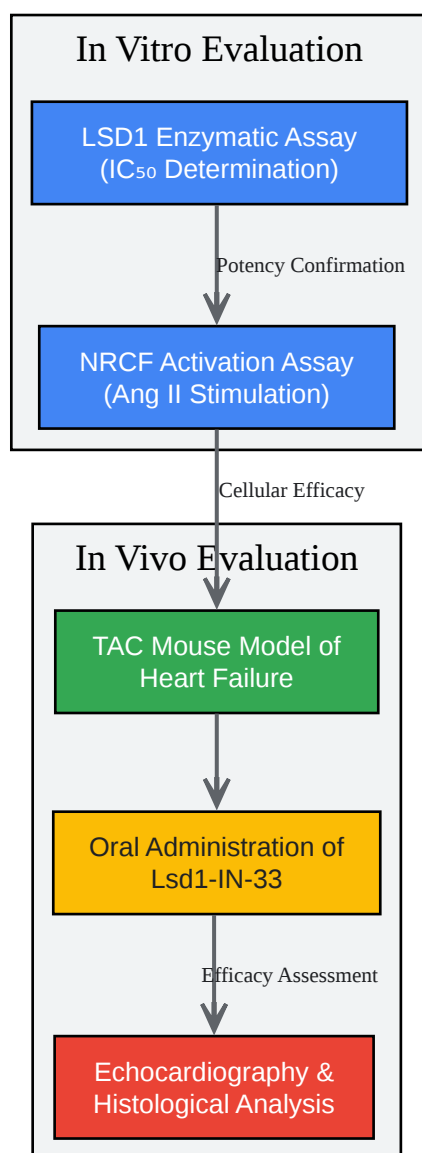 In Vitro Evaluation
LSD1 Enzymatic Assay
(IC₅₀ Determination)
Potency Confirmation
NRCF Activation Assay
(Ang II Stimulation)
Cellular Efficacy
In Vivo Evaluation
TAC Mouse Model of
Heart Failure
Oral Administration of
Lsd1-IN-33
Efficacy Assessment
Echocardiography &
Histological Analysis